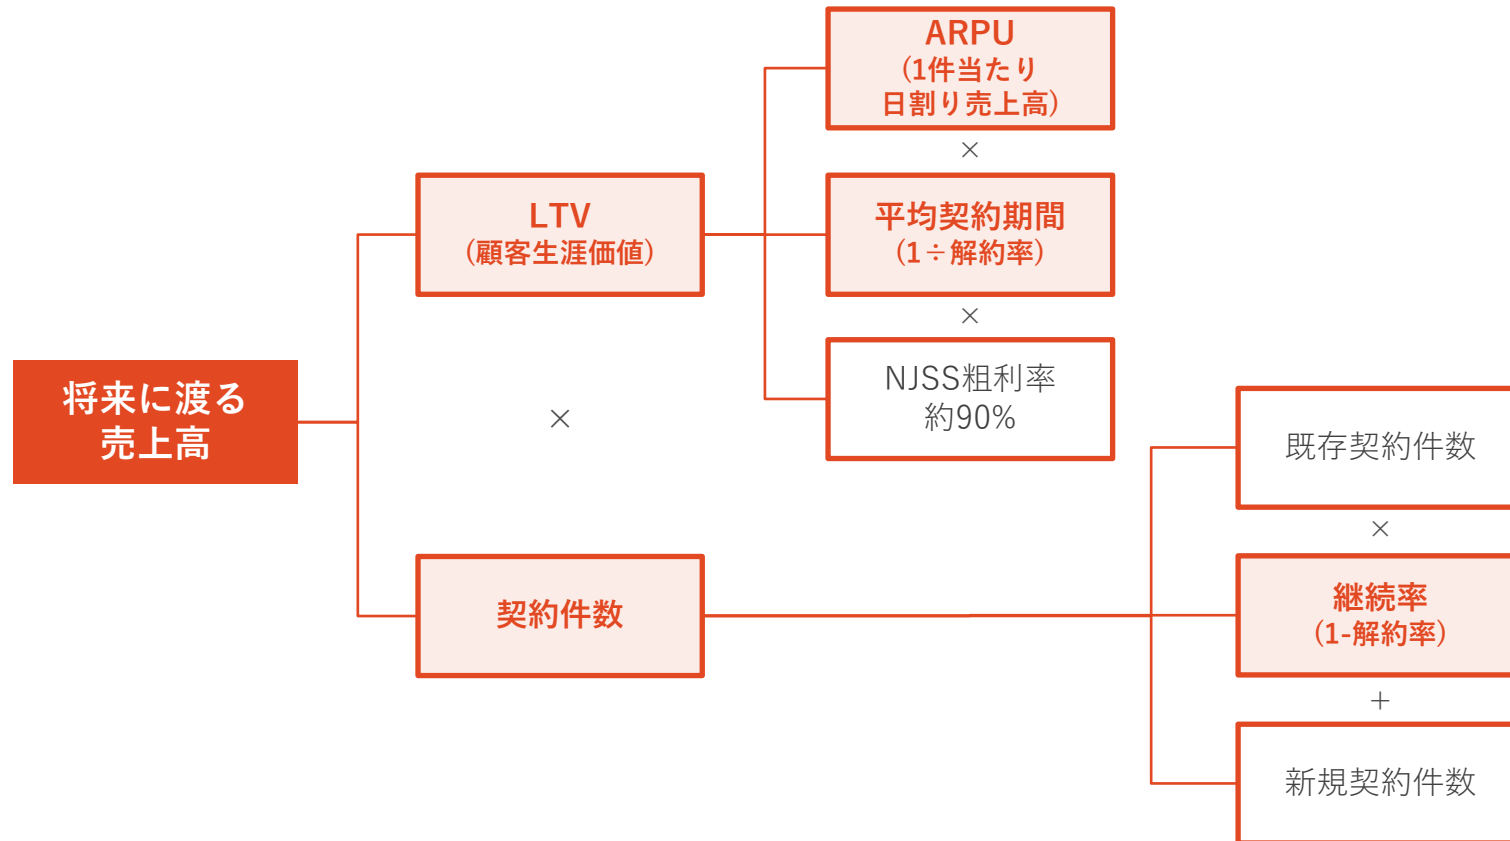 ARPU
(1件当たり
日割り売上高)
×
LTV
(顧客生涯価値)
平均契約期間
(1÷解約率)
×
NJSS粗利率
約90%
将来に渡る
売上高
×
既存契約件数
×
契約件数
継続率
(1-解約率)
+
新規契約件数